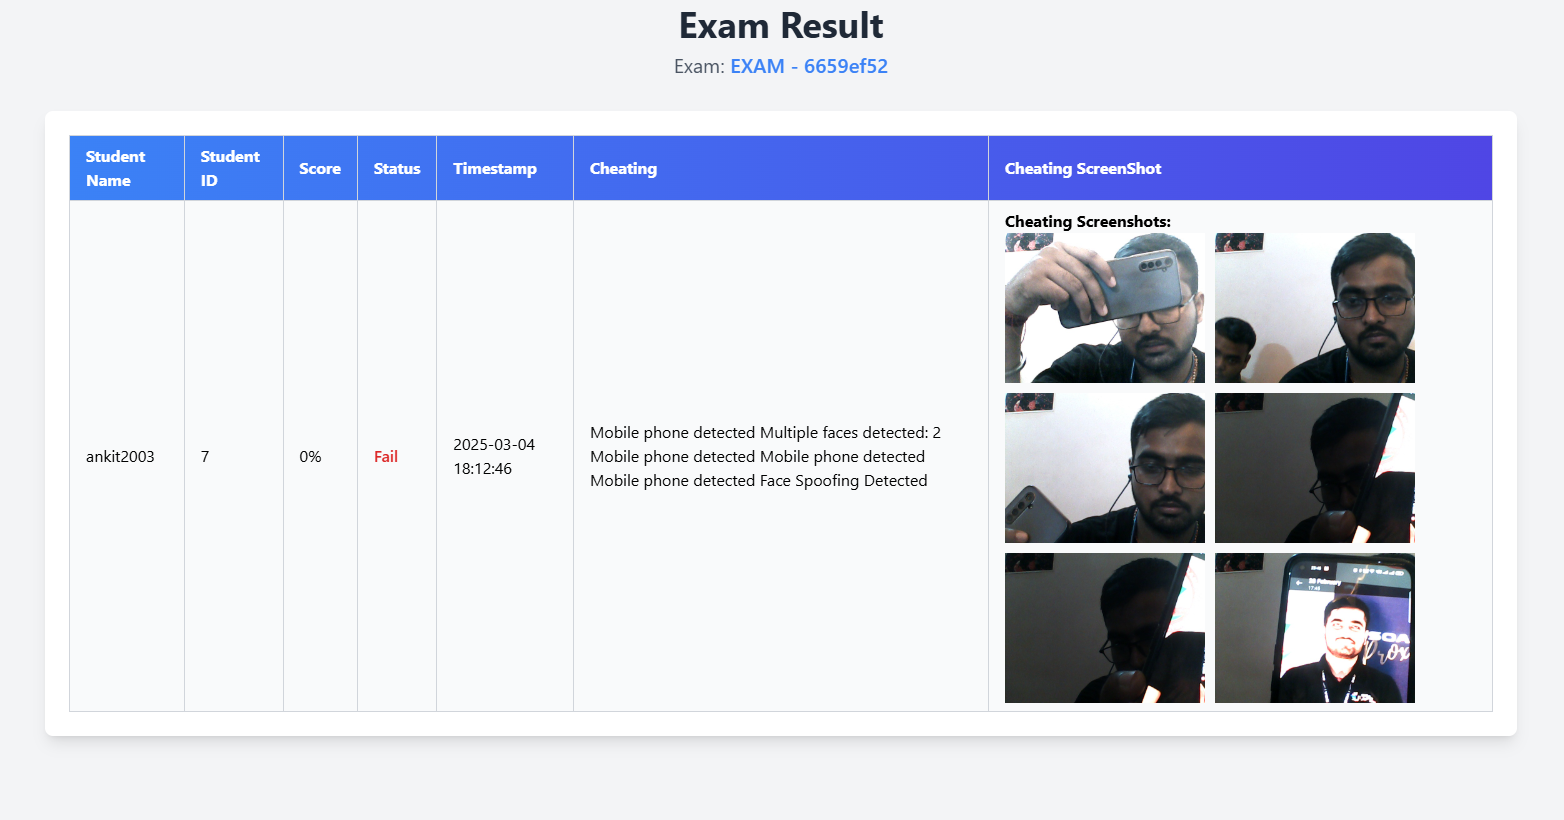 Exam Result
Exam: EXAM - 6659ef52
Student Name
Student ID
Score
Status
Timestamp
Cheating
Cheating ScreenShot
ankit2003
7
0%
Fail
2025-03-04
18:12:46
Mobile phone detected Multiple faces detected: 2
Mobile phone detected Mobile phone detected
Mobile phone detected Face Spoofing Detected
Cheating Screenshots:
February